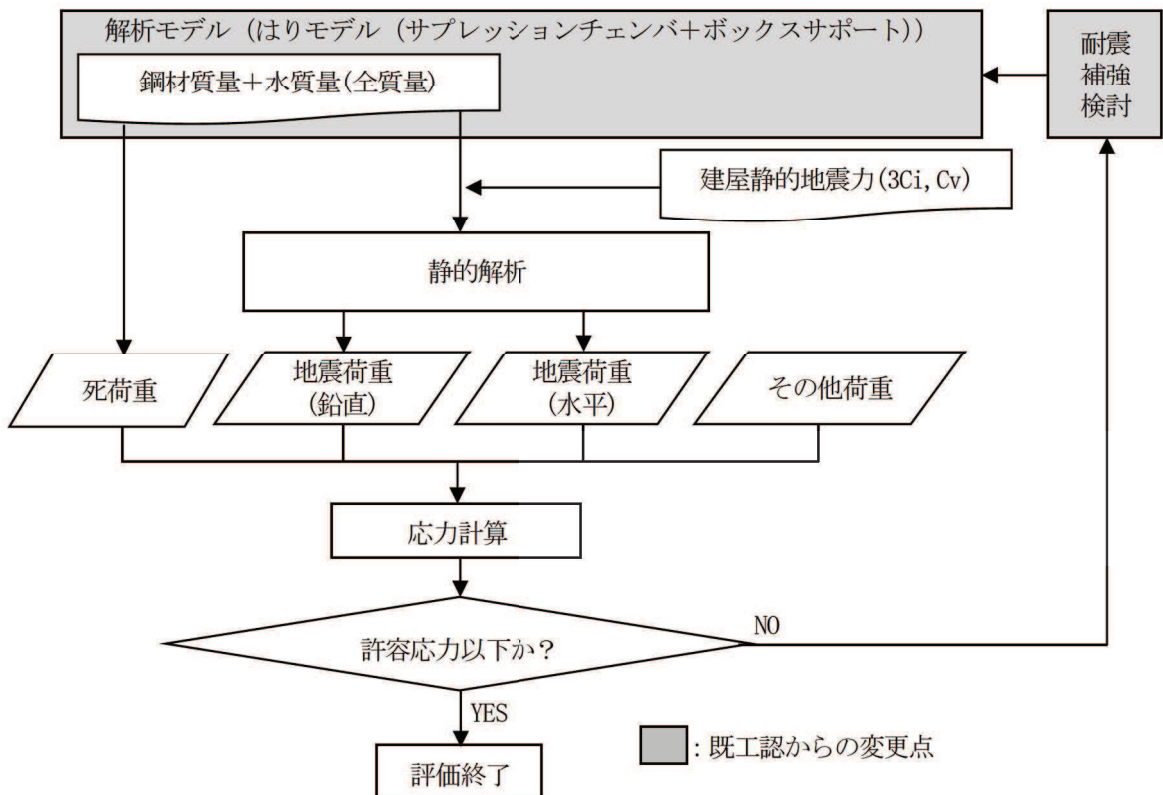 解析モデル（はりモデル（サプレッションチェンバ＋ボックスサポート））
鋼材質量＋水質量(全質量)
耐震
補強
検討
建屋静的地震力(3Ci, Cv)
静的解析
死荷重
地震荷重
(鉛直)
地震荷重
(水平)
その他荷重
応力計算
許容応力以下か？
NO
YES
評価終了
：既工認からの変更点